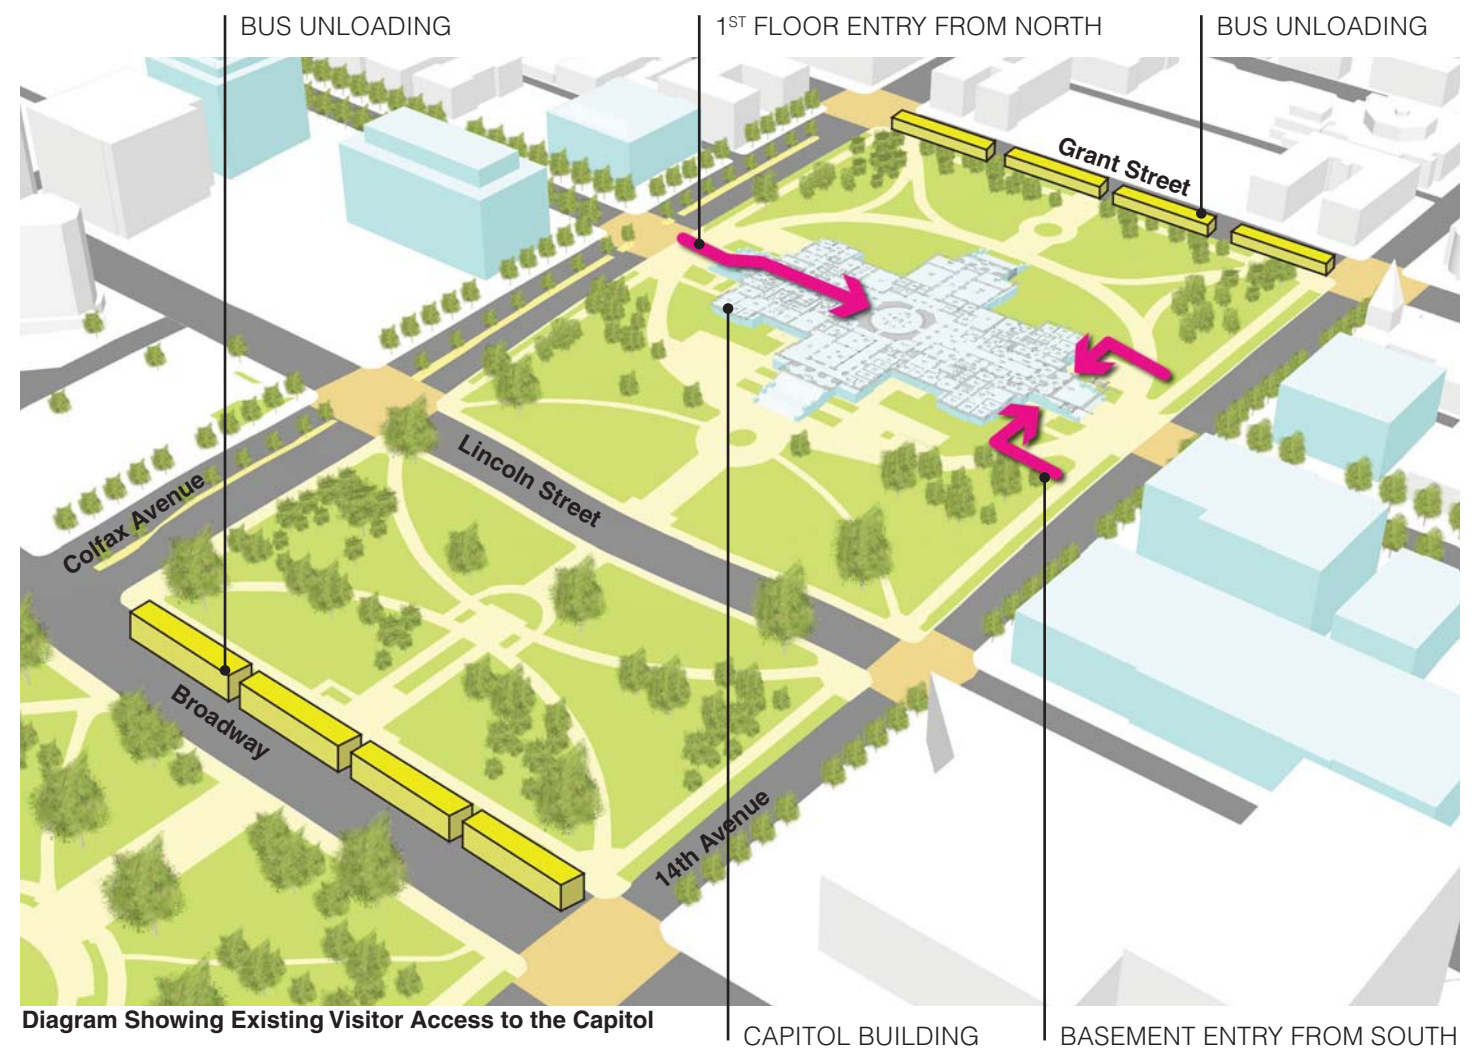 BUS UNLOADING
1ST FLOOR ENTRY FROM NORTH
BUS UNLOADING
Grant Street
Lincoln Street
Colfax Avenue
Broadway
14th Avenue
Diagram Showing Existing Visitor Access to the Capitol
CAPITOL BUILDING
BASEMENT ENTRY FROM SOUTH